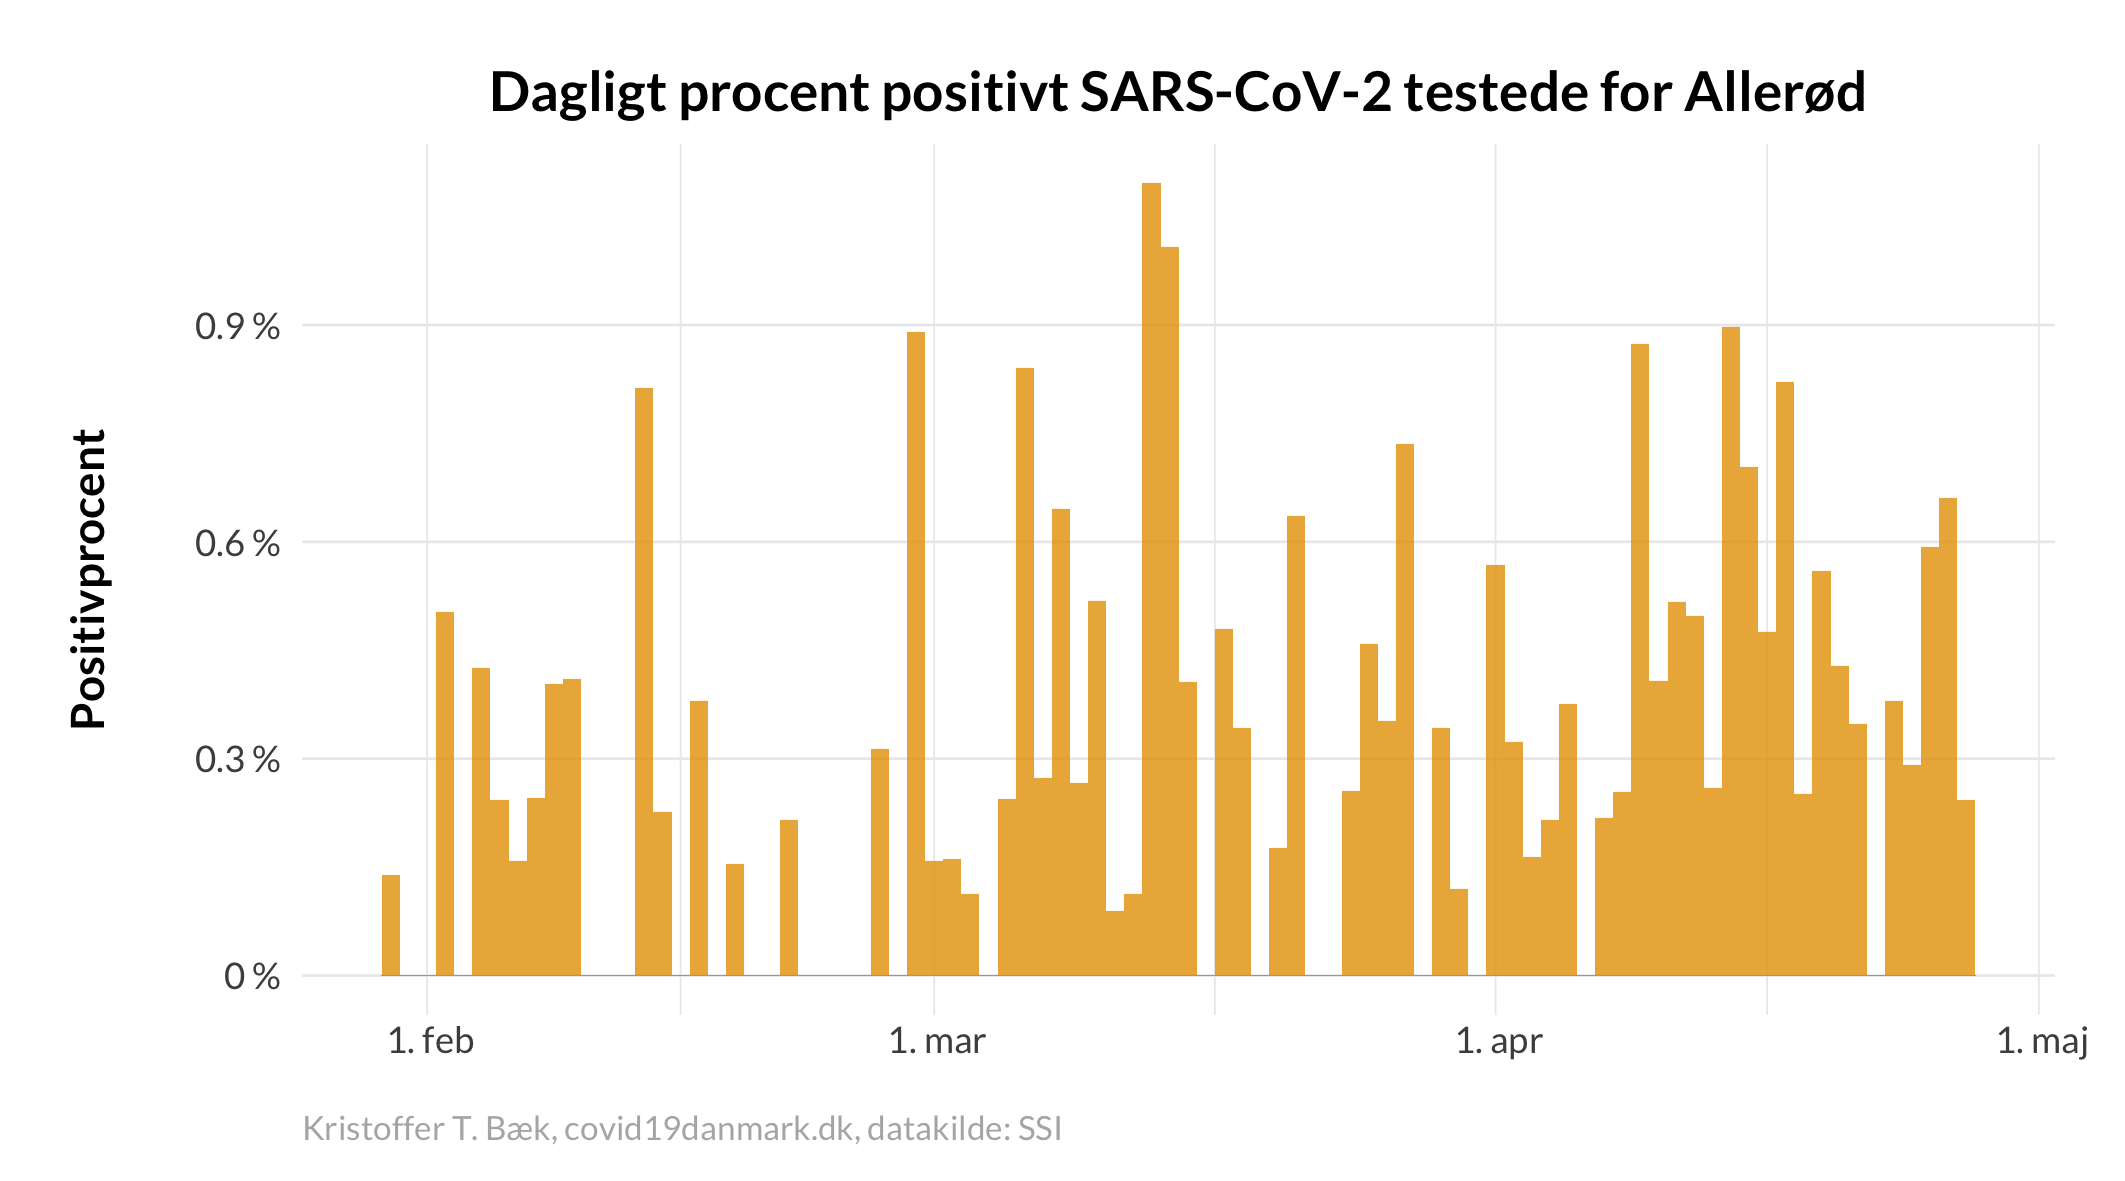 Dagligt procent positivt SARS-CoV-2 testede for Allerød
Positivprocent
0.9 %
0.6 %
0.3 %
0 %
1. feb
1. mar
1. apr
1. maj
Kristoffer T. Bæk, covid19danmark.dk, datakilde: SSI